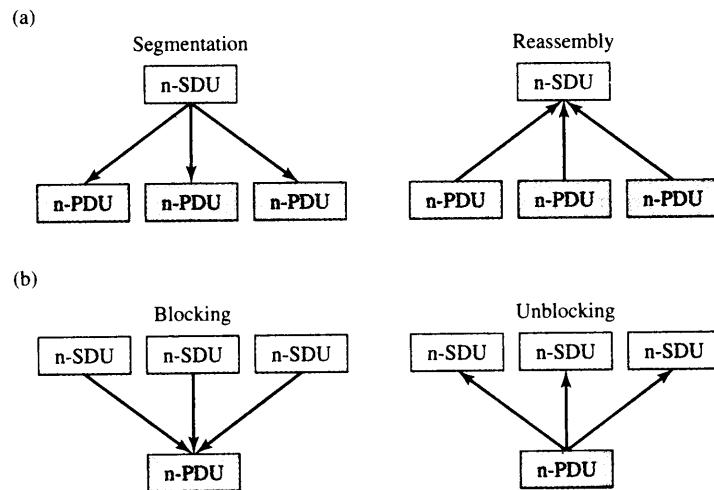 (a)
Segmentation Reassembly
n-SDU n-SDU
n-PDU n-PDU n-PDU n-PDU n-PDU n-PDU
(b)
Blocking Unblocking
n-SDU n-SDU n-SDU n-SDU n-SDU n-SDU
n-PDU n-PDU